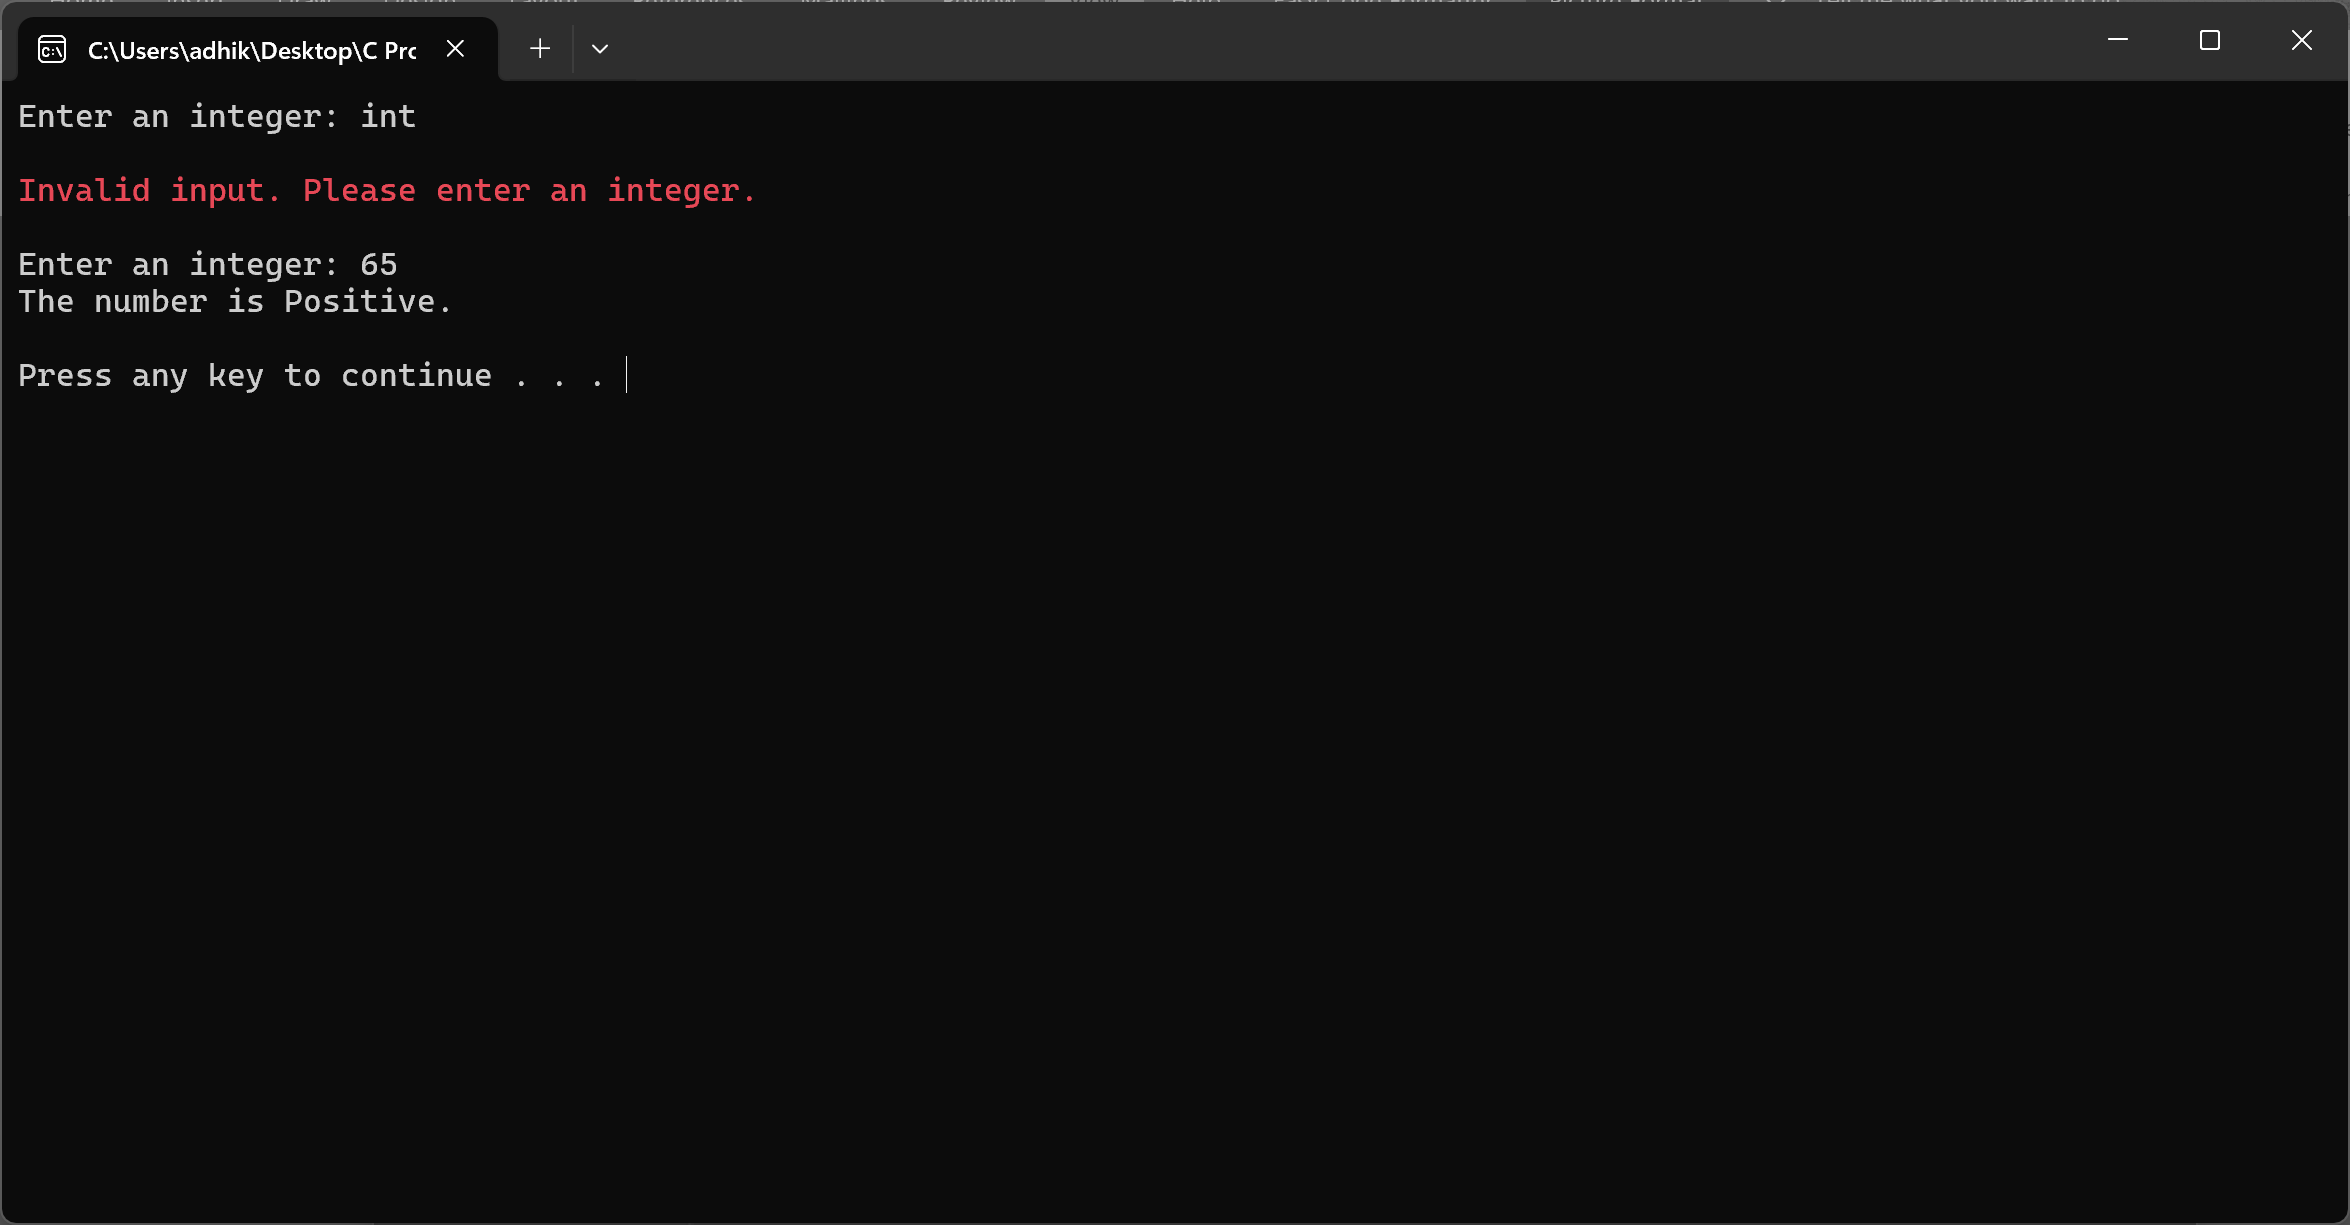 C:\Users\adhik\Desktop\C Pro
Enter an integer: int
Invalid input. Please enter an integer.
Enter an integer: 65
The number is Positive.
Press any key to continue . . .